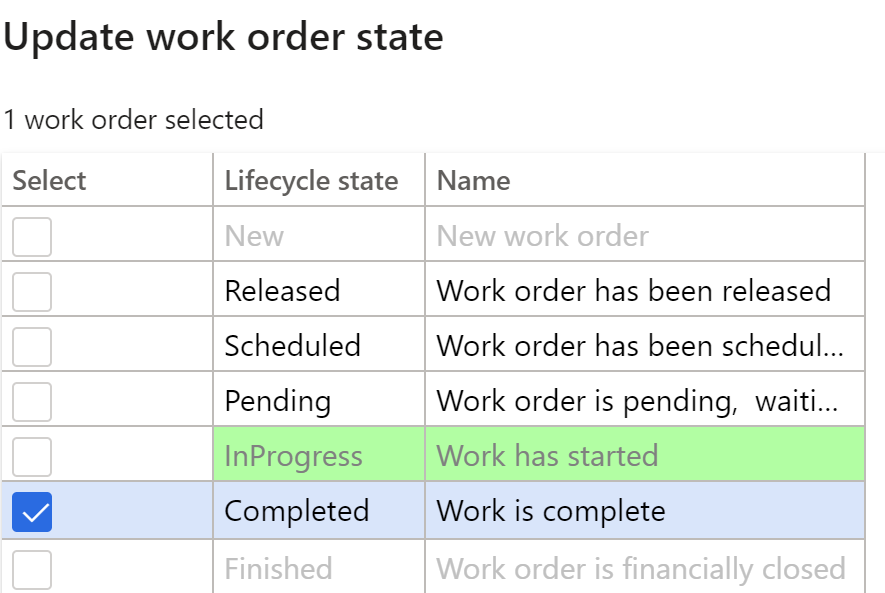 Update work order state
1 work order selected
Select Lifecycle state Name
New New work order
Released Work order has been released
Scheduled Work order has been schedul...
Pending Work order is pending,  waiti...
InProgress Work has started
Completed Work is complete
Finished Work order is financially closed